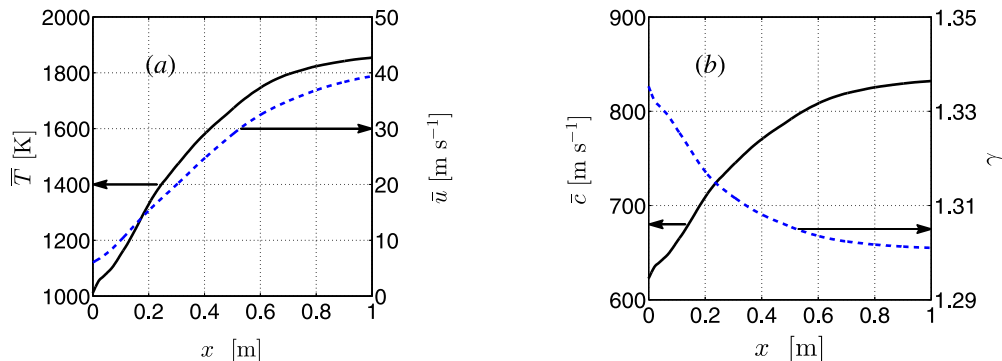 2000
1800
1600
1400
1200
1000
T̅ [K]
(a)
50
40
30
20
10
0
ū [m s⁻¹]
0 0.2 0.4 0.6 0.8 1
x [m]
900
800
700
600
c̄ [m s⁻¹]
(b)
1.35
1.33
1.31
1.29
γ
0 0.2 0.4 0.6 0.8 1
x [m]